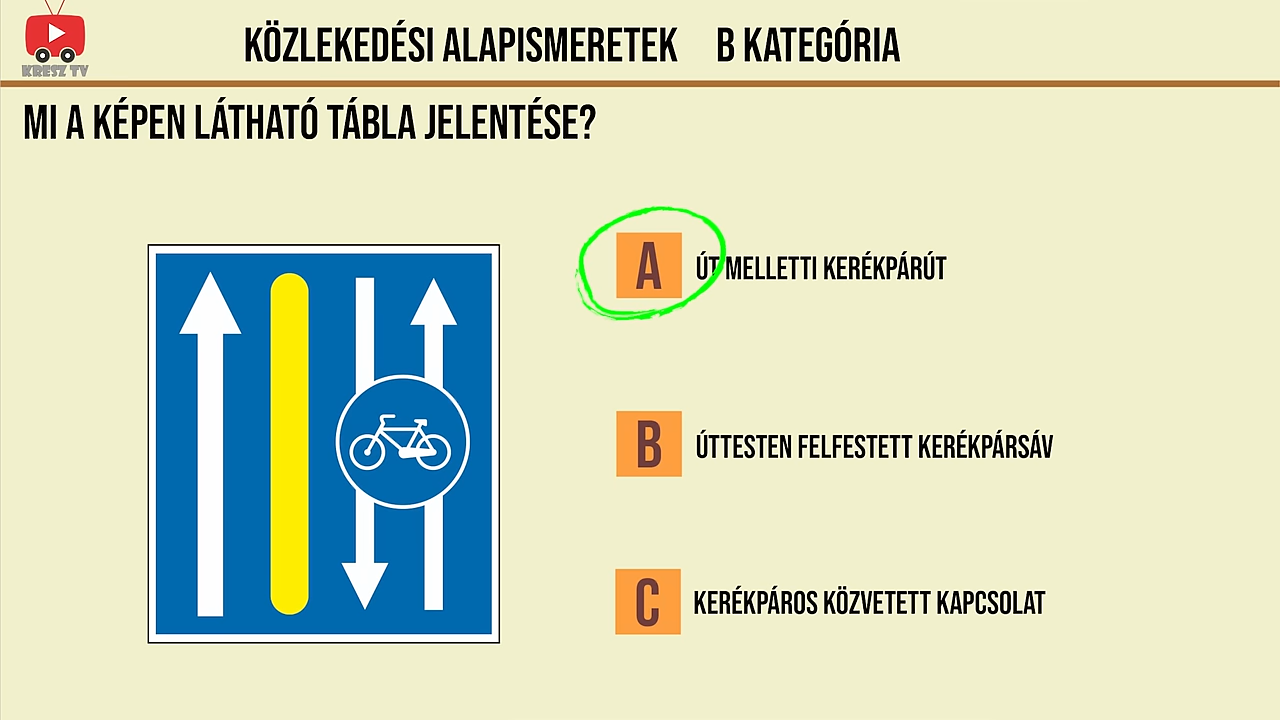 KRESZ TV
KÖZLEKEDÉSI ALAPISMERETEK B KATEGÓRIA
MI A KÉPEN LÁTHATÓ TÁBLA JELENTÉSE?
A ÚT MELLETTI KERÉKPÁRÚT
B ÚTTESTEN FELFESTETT KERÉKPÁRSÁV
C KERÉKPÁROS KÖZVETETT KAPCSOLAT